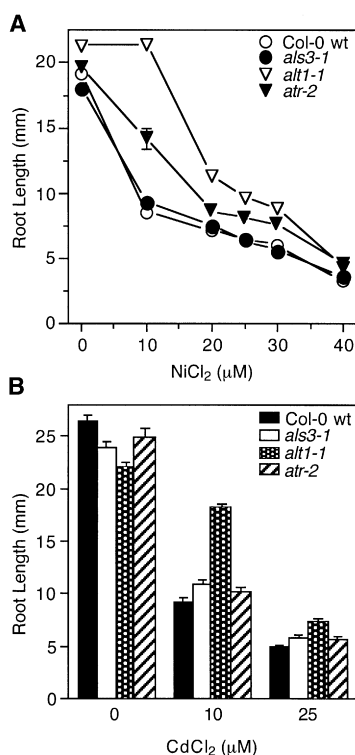 A
Col-0 wt
als3-1
alt1-1
atr-2
20
15
10
5
0
Root Length (mm)
0 10 20 30 40
NiCl2 (µM)
B
Col-0 wt
als3-1
alt1-1
atr-2
25
20
15
10
5
0
Root Length (mm)
0 10 25
CdCl2 (µM)